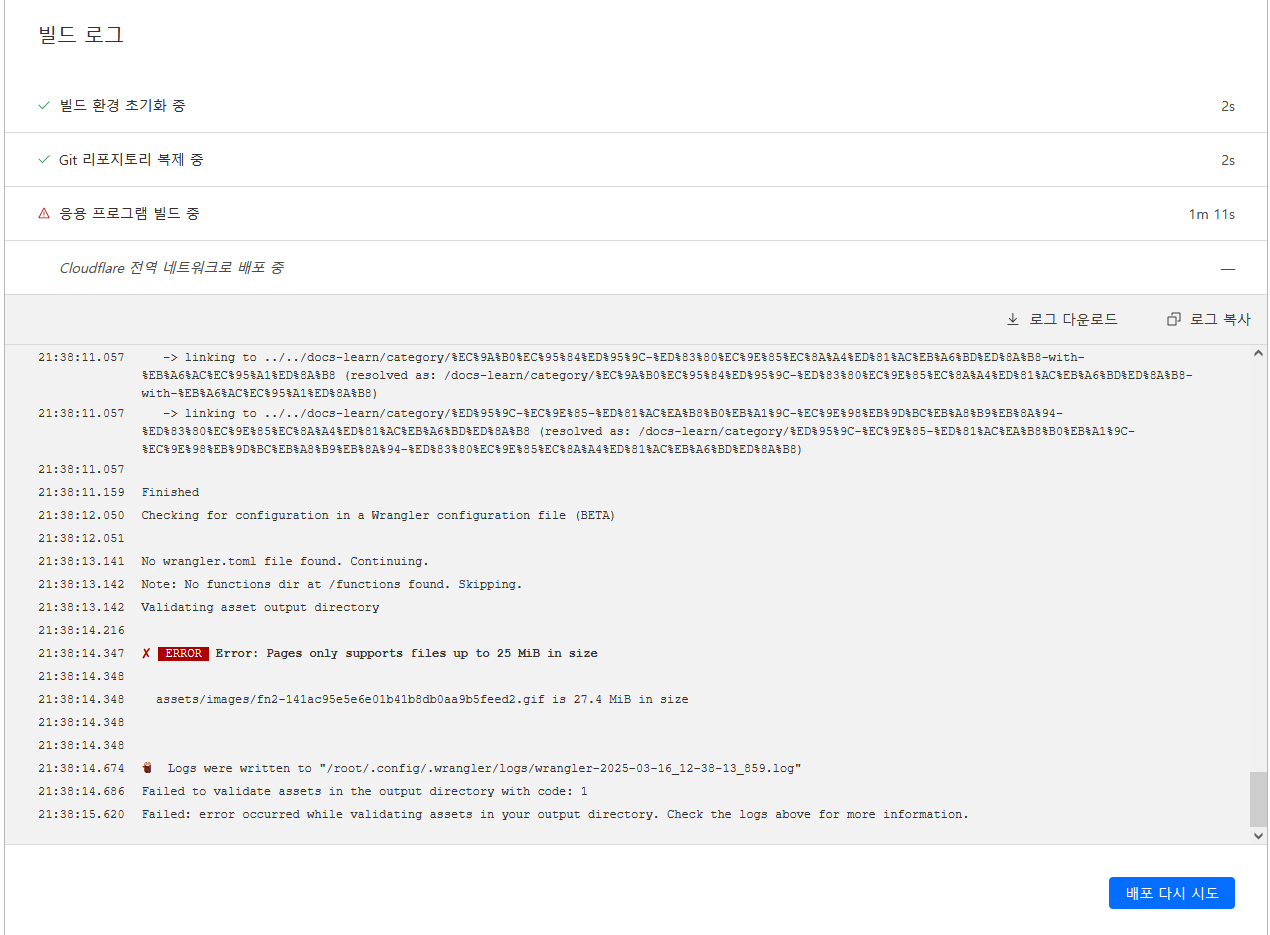 빌드 로그
빌드 환경 초기화 중 2s
Git 리포지토리 복제 중 2s
응용 프로그램 빌드 중 1m 11s
Cloudflare 전역 네트워크로 배포 중 —
로그 다운로드 로그 복사
21:38:11.057 -> linking to ../../docs-learn/category/%EC%9A%B0%EC%95%84%ED%95%9C-%ED%83%80%EC%9E%85%EC%8A%A4%ED%81%AC%EB%A6%BD%ED%8A%B8-with-
%EB%A6%AC%EC%95%A1%ED%8A%B8 (resolved as: /docs-learn/category/%EC%9A%B0%EC%95%84%ED%95%9C-%ED%83%80%EC%9E%85%EC%8A%A4%ED%81%AC%EB%A6%BD%ED%8A%B8-
with-%EB%A6%AC%EC%95%A1%ED%8A%B8)
21:38:11.057 -> linking to ../../docs-learn/category/%ED%95%9C-%EC%9E%85-%ED%81%AC%EA%B8%B0%EB%A1%9C-%EC%9E%98%EB%9D%BC%EB%A8%B9%EB%8A%94-
%ED%83%80%EC%9E%85%EC%8A%A4%ED%81%AC%EB%A6%BD%ED%8A%B8 (resolved as: /docs-learn/category/%ED%95%9C-%EC%9E%85-%ED%81%AC%EA%B8%B0%EB%A1%9C-
%EC%9E%98%EB%9D%BC%EB%A8%B9%EB%8A%94-%ED%83%80%EC%9E%85%EC%8A%A4%ED%81%AC%EB%A6%BD%ED%8A%B8)
21:38:11.057
21:38:11.159 Finished
21:38:12.050 Checking for configuration in a Wrangler configuration file (BETA)
21:38:12.051
21:38:13.141 No wrangler.toml file found. Continuing.
21:38:13.142 Note: No functions dir at /functions found. Skipping.
21:38:13.142 Validating asset output directory
21:38:14.216
21:38:14.347 ✗ ERROR Error: Pages only supports files up to 25 MiB in size
21:38:14.348
21:38:14.348 assets/images/fn2-141ac95e5e6e01b41b8db0aa9b5feed2.gif is 27.4 MiB in size
21:38:14.348
21:38:14.348
21:38:14.674 Logs were written to "/root/.config/.wrangler/logs/wrangler-2025-03-16_12-38-13_859.log"
21:38:14.686 Failed to validate assets in the output directory with code: 1
21:38:15.620 Failed: error occurred while validating assets in your output directory. Check the logs above for more information.
배포 다시 시도